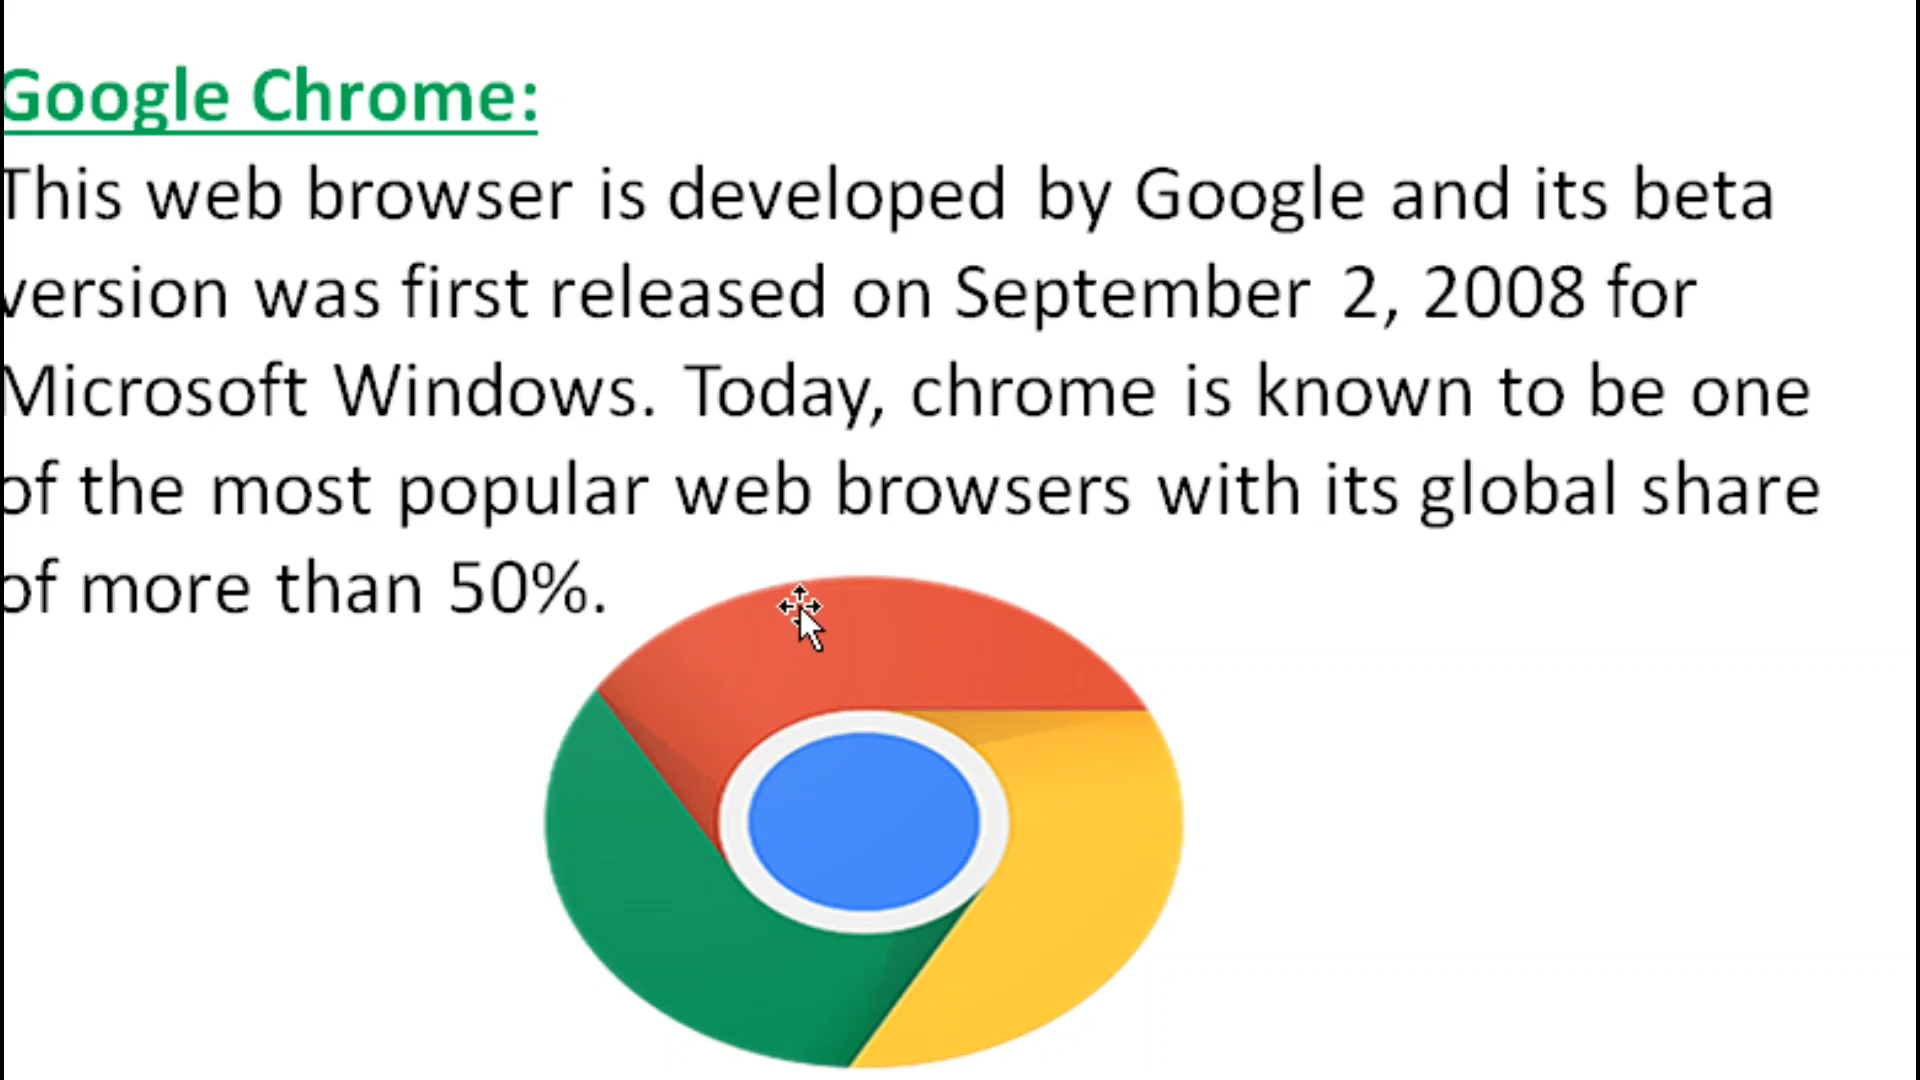 Google Chrome:
This web browser is developed by Google and its beta
version was first released on September 2, 2008 for
Microsoft Windows. Today, chrome is known to be one
of the most popular web browsers with its global share
of more than 50%.